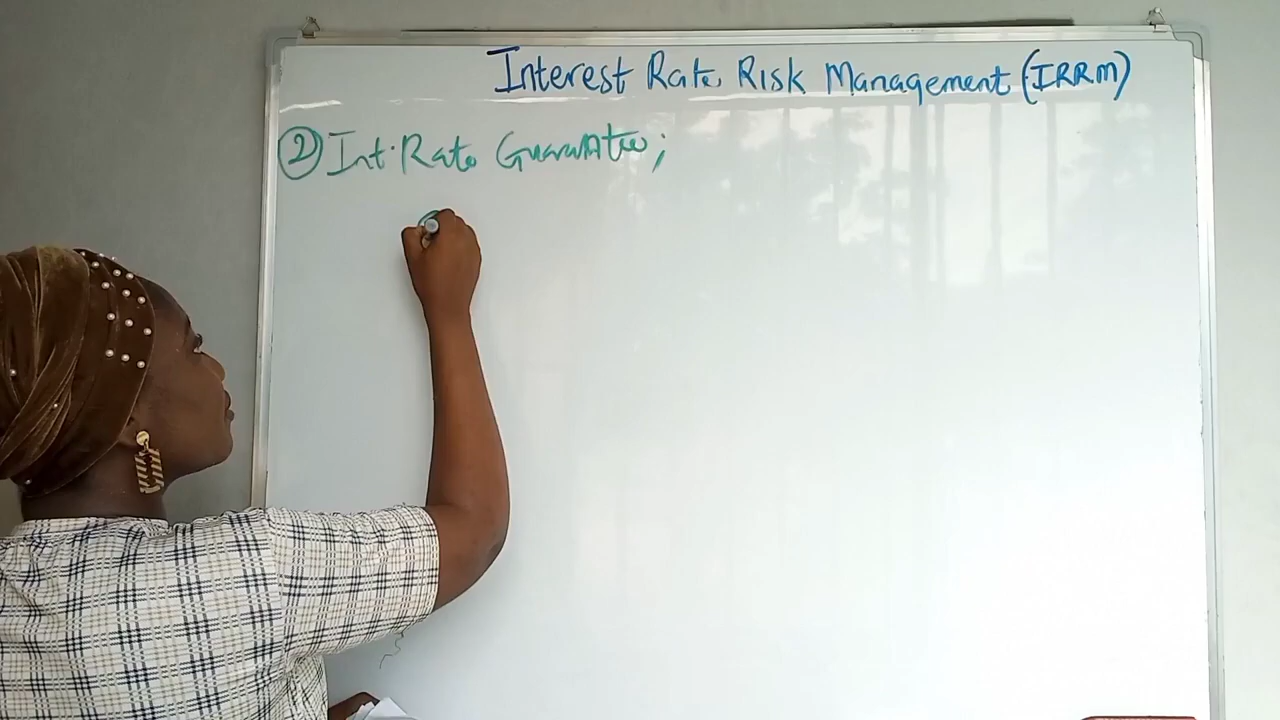 Interest Rate Risk Management (IRRM)
② Int. Rate Guarantee;